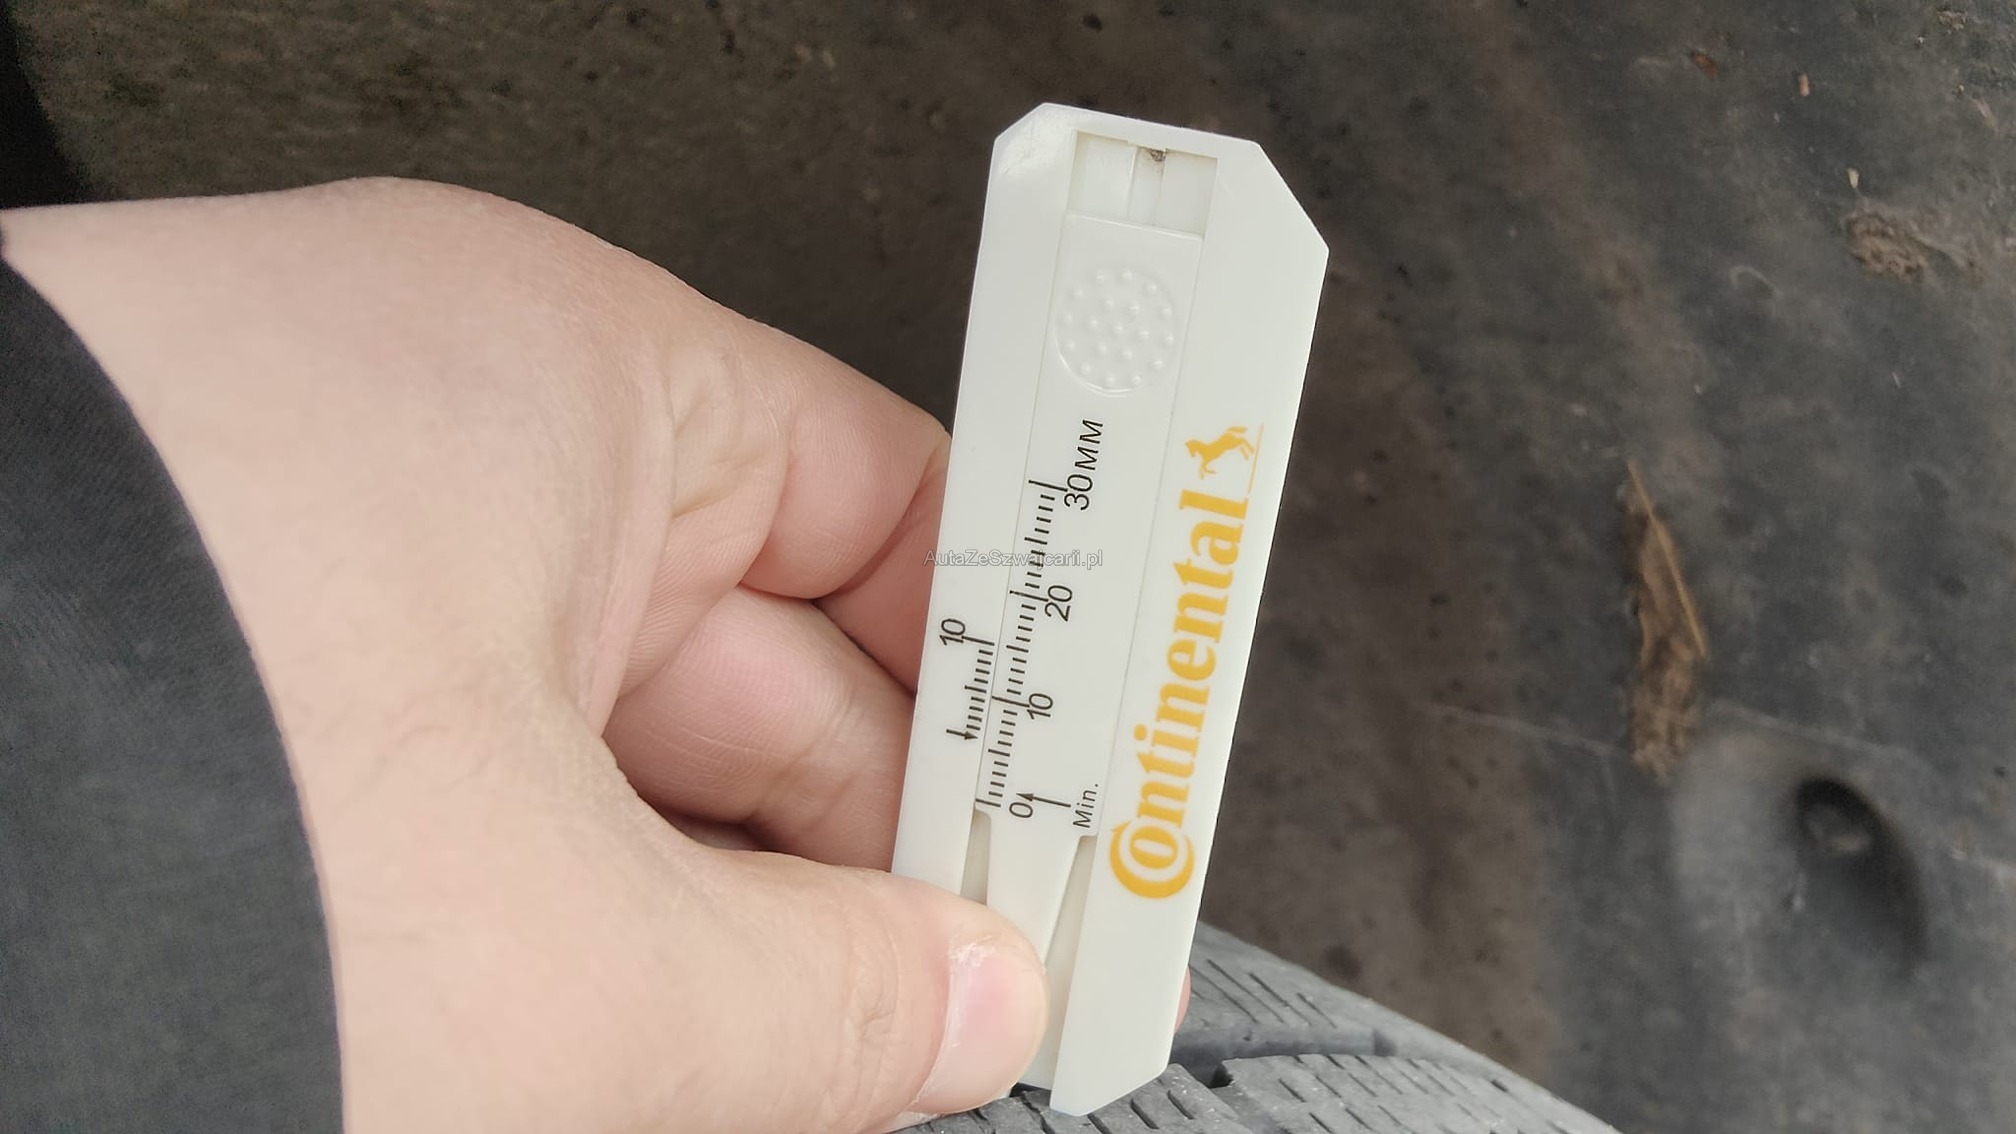 30MM
20
10
10
0
Min.
Continental
AutaZeSzwajcarii.pl